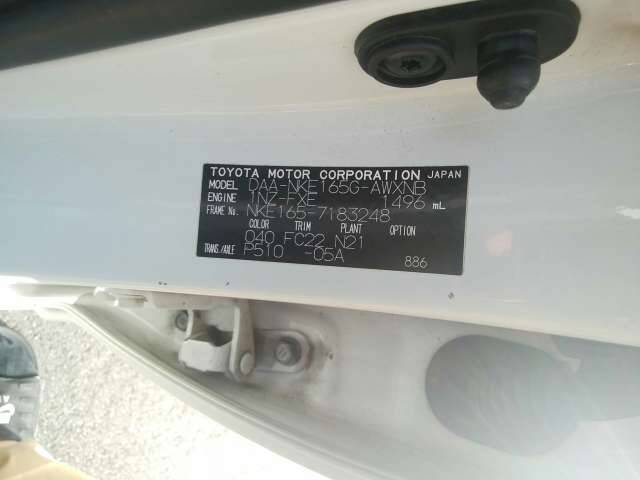 TOYOTA MOTOR CORPORATION JAPAN
MODEL DAA-NKE165G-AWXNB
ENGINE 1NZ-FXE 1496 mL
FRAME No. NKE165-7183248
COLOR TRIM PLANT OPTION
040 FC22 N21
TRANS./AXLE P510 -05A 886